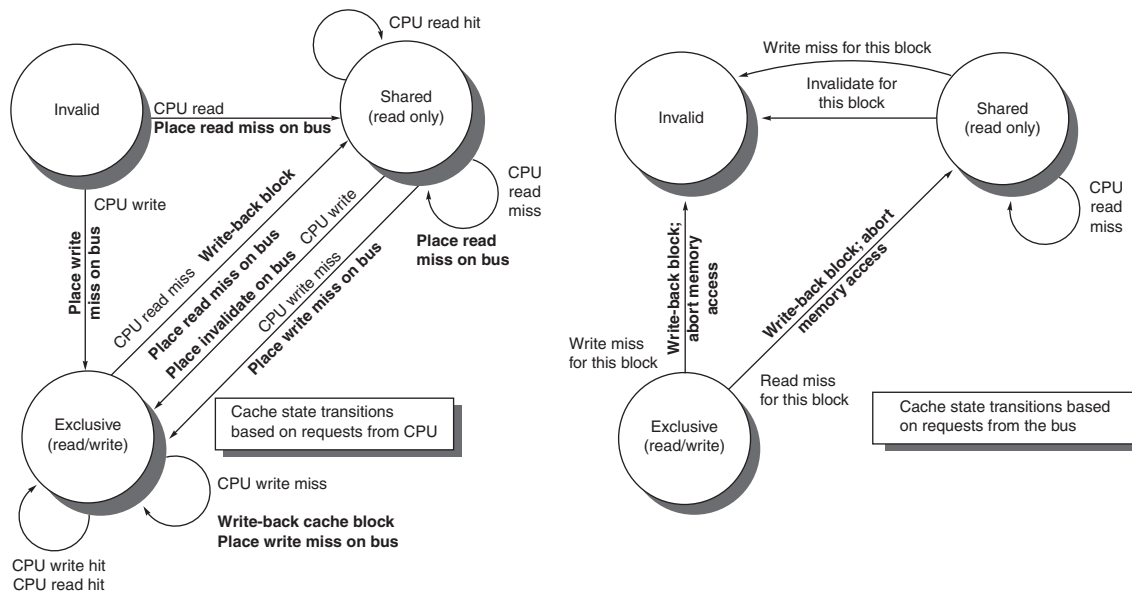 CPU read hit
Invalid
Shared
(read only)
CPU read
Place read miss on bus
CPU
read
miss
Place read
miss on bus
CPU write
Place write
miss on bus
CPU read miss
Write-back block
Place read miss on bus
CPU write
Place invalidate on bus
CPU write miss
Place write miss on bus
Exclusive
(read/write)
Cache state transitions
based on requests from CPU
CPU write miss
Write-back cache block
Place write miss on bus
CPU write hit
CPU read hit
Write miss for this block
Invalidate for
this block
Invalid
Shared
(read only)
CPU
read
miss
Write-back block;
abort memory
access
Write-back block; abort
memory access
Write miss
for this block
Read miss
for this block
Exclusive
(read/write)
Cache state transitions based
on requests from the bus